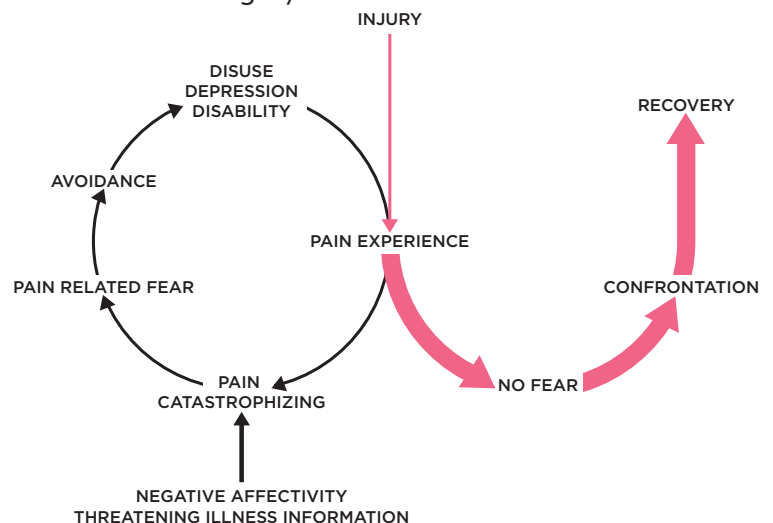 INJURY
DISUSE
DEPRESSION
DISABILITY
RECOVERY
AVOIDANCE
PAIN EXPERIENCE
PAIN RELATED FEAR
CONFRONTATION
PAIN
CATASTROPHIZING
NO FEAR
NEGATIVE AFFECTIVITY
THREATENING ILLNESS INFORMATION